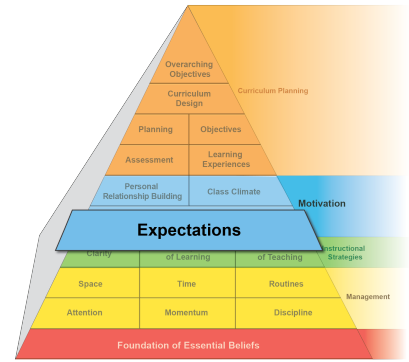 Overarching
Objectives
Curriculum Planning
Curriculum
Design
Planning
Objectives
Assessment
Learning
Experiences
Personal
Relationship Building
Class Climate
Motivation
Expectations
Clarity
of Learning
of Teaching
Instructional
Strategies
Space
Time
Routines
Management
Attention
Momentum
Discipline
Foundation of Essential Beliefs